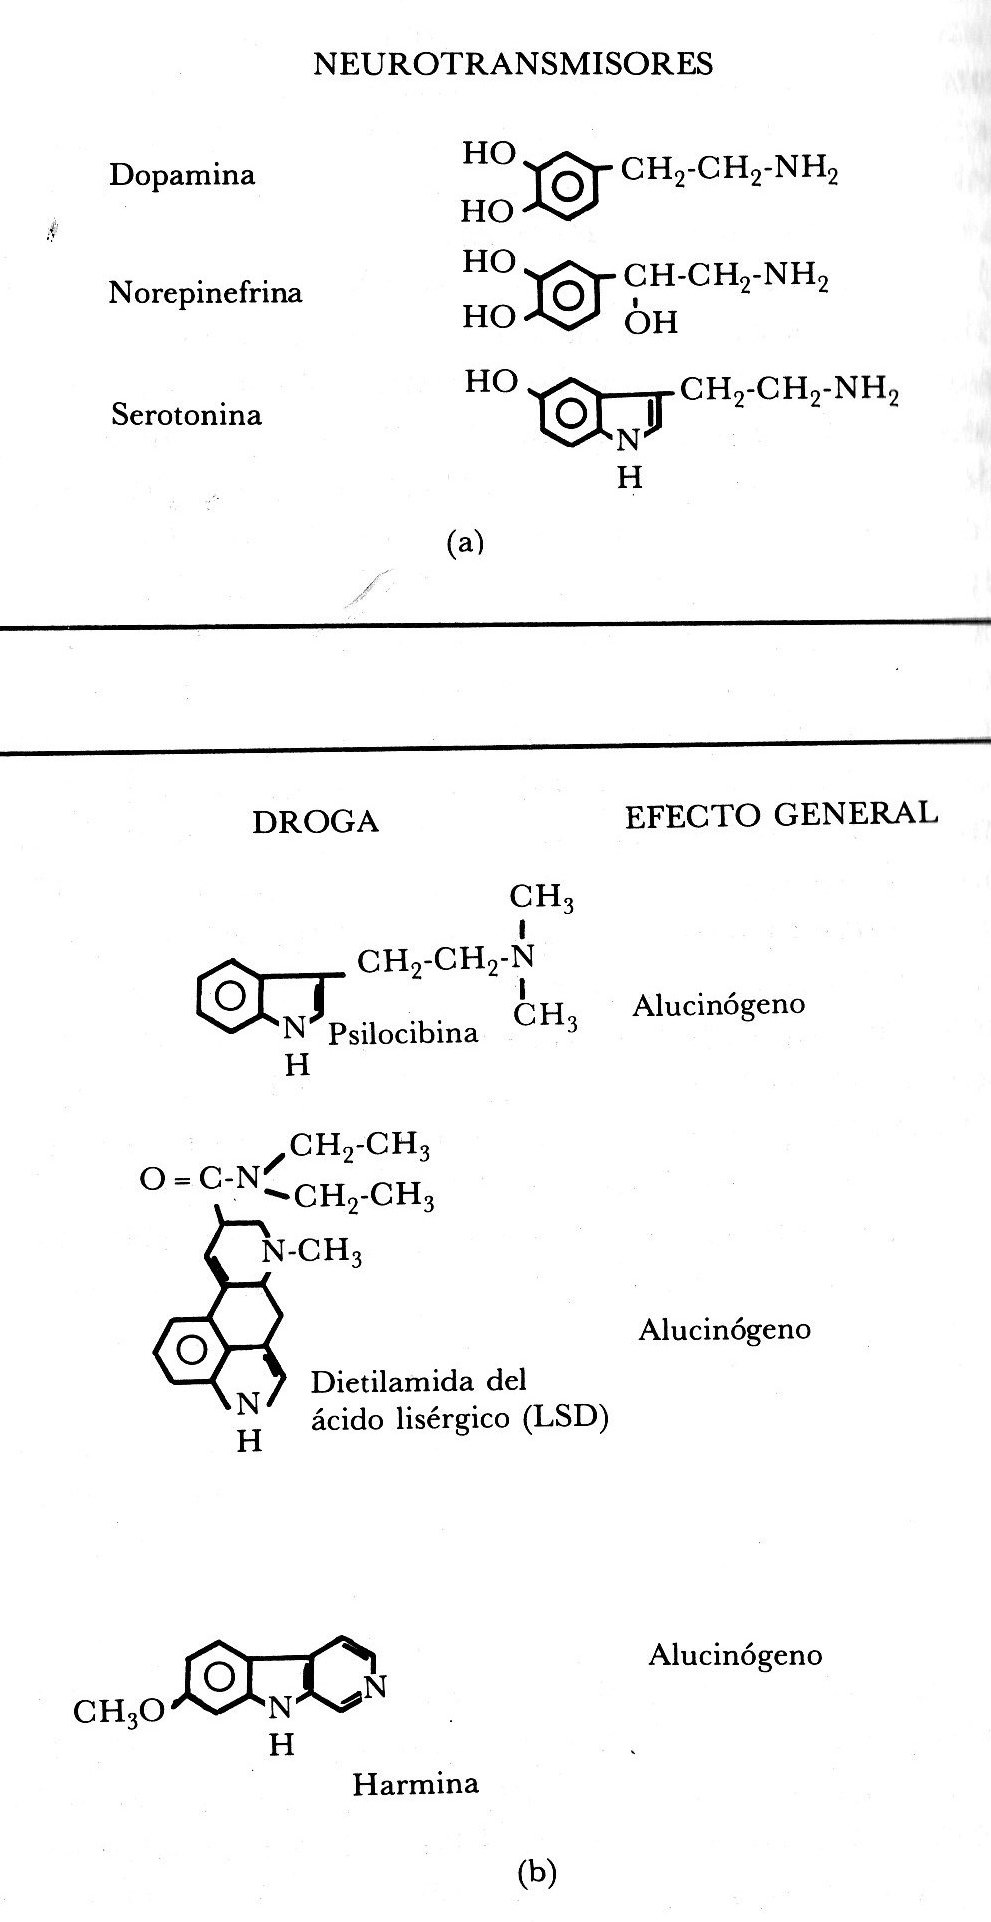 NEUROTRANSMISORES
Dopamina
HO
HO
CH₂-CH₂-NH₂
Norepinefrina
HO
HO
CH-CH₂-NH₂
OH
Serotonina
HO
CH₂-CH₂-NH₂
N
H
(a)
DROGA
EFECTO GENERAL
CH₃
CH₂-CH₂-N
CH₃
N
H
Psilocibina
Alucinógeno
CH₂-CH₃
O = C-N
CH₂-CH₃
N-CH₃
Alucinógeno
N
H
Dietilamida del
ácido lisérgico (LSD)
Alucinógeno
N
CH₃O
N
H
Harmina
(b)